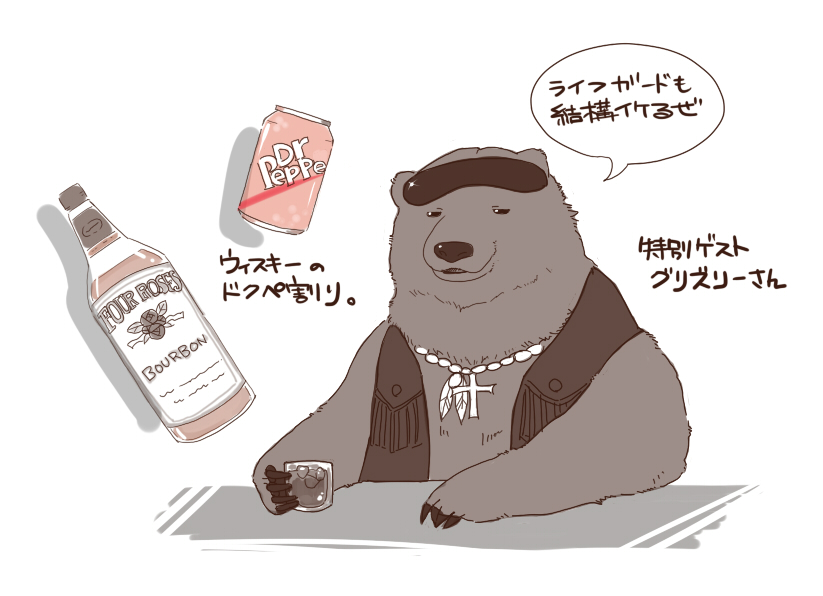 ライフガードも
結構イケるぜ
Dr
Peppe
ウィスキーの
ドクペ割り。
特別ゲスト
グリズリーさん
FOUR ROSES
BOURBON